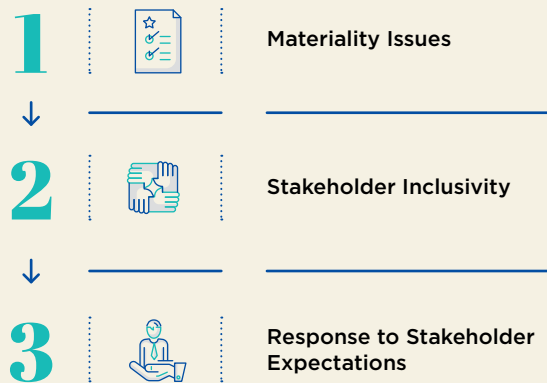 1
Materiality Issues
2
Stakeholder Inclusivity
3
Response to Stakeholder
Expectations